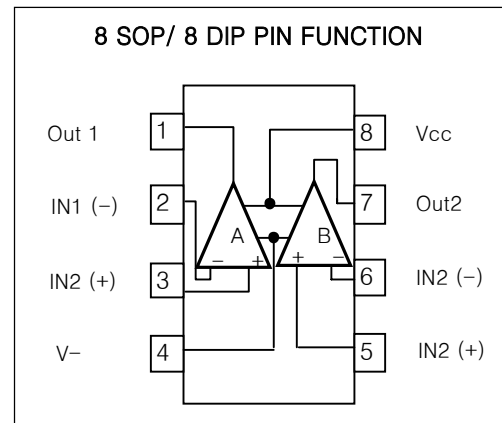 8 SOP/ 8 DIP PIN FUNCTION
Out 1 1 8 Vcc
IN1 (-) 2 7 Out2
A B
- + + -
IN2 (+) 3 6 IN2 (-)
V- 4 5 IN2 (+)